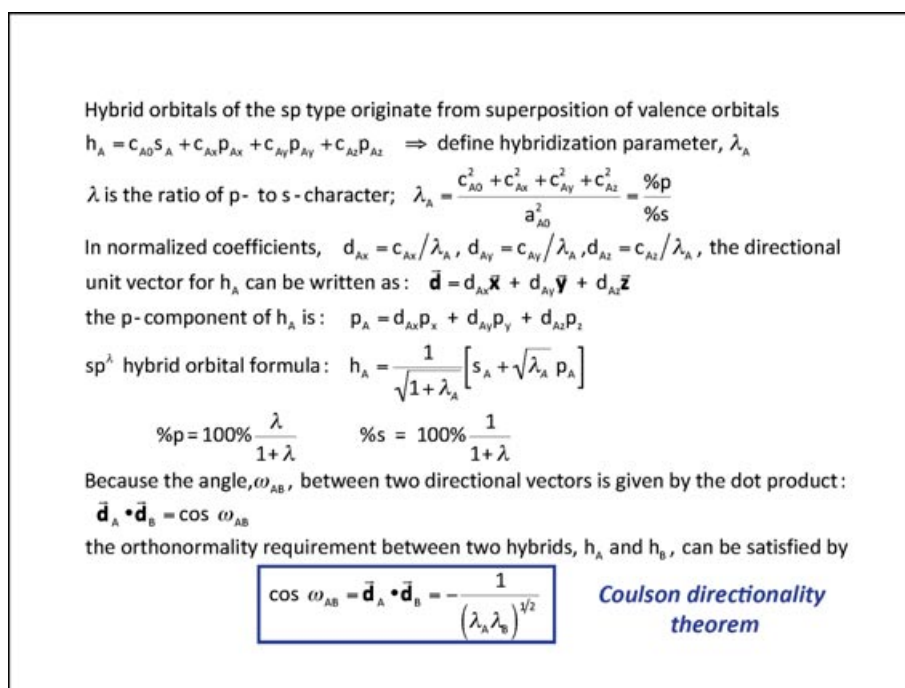 Hybrid orbitals of the sp type originate from superposition of valence orbitals
h_A = c_A0 s_A + c_Ax p_Ax + c_Ay p_Ay + c_Az p_Az ⇒ define hybridization parameter, λ_A
λ is the ratio of p- to s-character; λ_A = (c²_A0 + c²_Ax + c²_Ay + c²_Az)/a²_A0 = %p/%s
In normalized coefficients, d_Ax = c_Ax/λ_A, d_Ay = c_Ay/λ_A, d_Az = c_Az/λ_A, the directional
unit vector for h_A can be written as: d⃗ = d_Ax x⃗ + d_Ay y⃗ + d_Az z⃗
the p-component of h_A is: p_A = d_Ax p_x + d_Ay p_y + d_Az p_z
sp^λ hybrid orbital formula: h_A = 1/√(1+λ_A) [s_A + √λ_A p_A]
%p = 100% λ/(1+λ) %s = 100% 1/(1+λ)
Because the angle, ω_AB, between two directional vectors is given by the dot product:
d⃗_A • d⃗_B = cos ω_AB
the orthonormality requirement between two hybrids, h_A and h_B, can be satisfied by
cos ω_AB = d⃗_A • d⃗_B = − 1/(λ_A λ_B)^1/2
Coulson directionality
theorem